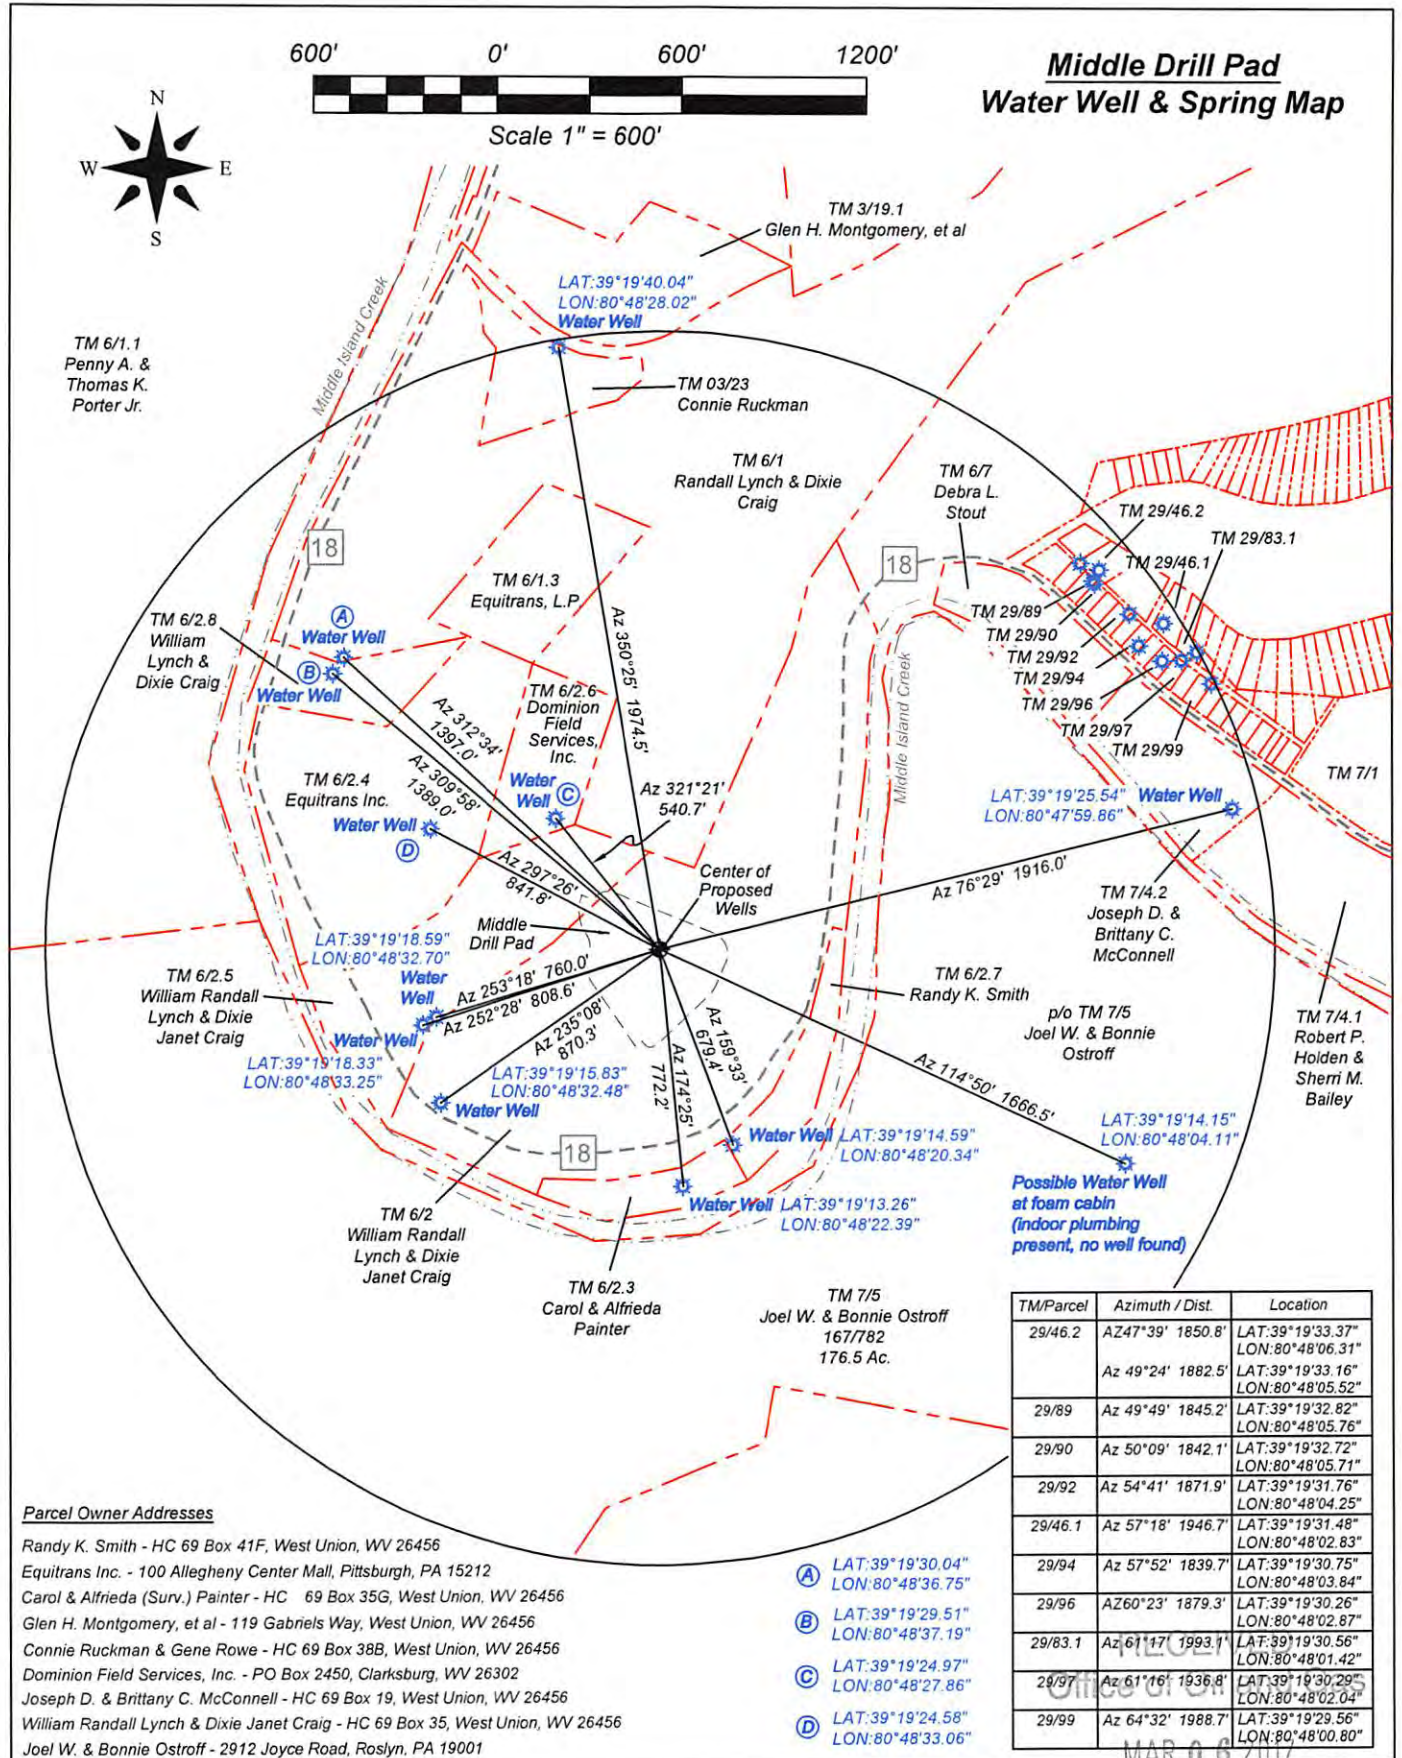 600' 0' 600' 1200'
Scale 1" = 600'
Middle Drill Pad
Water Well & Spring Map
N
W E
S
TM 3/19.1
Glen H. Montgomery, et al
LAT:39°19'40.04"
LON:80°48'28.02"
Water Well
Middle Island Creek
TM 6/1.1
Penny A. &
Thomas K.
Porter Jr.
TM 03/23
Connie Ruckman
TM 6/1
Randall Lynch & Dixie
Craig
TM 6/7
Debra L.
Stout
18
18
TM 29/46.2
TM 29/83.1
TM 29/46.1
TM 29/89
TM 29/90
TM 29/92
TM 29/94
TM 29/96
TM 29/97
TM 29/99
TM 7/1
TM 6/1.3
Equitrans, L.P
TM 6/2.8
William
Lynch &
Dixie Craig
A
Water Well
B
Water Well
Az 350°25' 1974.5'
Az 312°34'
1397.0'
Az 309°58'
1389.0'
TM 6/2.6
Dominion
Field
Services,
Inc.
Water
Well C
Az 321°21'
540.7'
Middle Island Creek
TM 6/2.4
Equitrans Inc.
Water Well
D
Az 297°26'
841.8'
LAT:39°19'25.54"
LON:80°47'59.86"
Water Well
Az 76°29' 1916.0'
Center of
Proposed
Wells
Middle
Drill Pad
TM 7/4.2
Joseph D. &
Brittany C.
McConnell
LAT:39°19'18.59"
LON:80°48'32.70"
Water
Well
Az 253°18' 760.0'
Az 252°28' 808.6'
Water Well
LAT:39°19'18.33"
LON:80°48'33.25"
TM 6/2.5
William Randall
Lynch & Dixie
Janet Craig
TM 6/2.7
Randy K. Smith
p/o TM 7/5
Joel W. & Bonnie
Ostroff
TM 7/4.1
Robert P.
Holden &
Sherri M.
Bailey
Az 235°08'
870.3'
LAT:39°19'15.83"
LON:80°48'32.48"
Water Well
Az 159°33'
679.4'
Az 174°25'
772.2'
Az 114°50' 1666.5'
LAT:39°19'14.15"
LON:80°48'04.11"
Possible Water Well
at foam cabin
(indoor plumbing
present, no well found)
Water Well LAT:39°19'14.59"
LON:80°48'20.34"
18
Water Well LAT:39°19'13.26"
LON:80°48'22.39"
TM 6/2
William Randall
Lynch & Dixie
Janet Craig
TM 6/2.3
Carol & Alfrieda
Painter
TM 7/5
Joel W. & Bonnie Ostroff
167/782
176.5 Ac.
TM/Parcel Azimuth / Dist. Location
29/46.2 AZ47°39' 1850.8' LAT:39°19'33.37"
LON:80°48'06.31"
Az 49°24' 1882.5' LAT:39°19'33.16"
LON:80°48'05.52"
29/89 Az 49°49' 1845.2' LAT:39°19'32.82"
LON:80°48'05.76"
29/90 Az 50°09' 1842.1' LAT:39°19'32.72"
LON:80°48'05.71"
29/92 Az 54°41' 1871.9' LAT:39°19'31.76"
LON:80°48'04.25"
29/46.1 Az 57°18' 1946.7' LAT:39°19'31.48"
LON:80°48'02.83"
29/94 Az 57°52' 1839.7' LAT:39°19'30.75"
LON:80°48'03.84"
29/96 AZ60°23' 1879.3' LAT:39°19'30.26"
LON:80°48'02.87"
29/83.1 Az 61°17' 1993.1' LAT:39°19'30.56"
LON:80°48'01.42"
29/97 Az 61°16' 1936.8' LAT:39°19'30.29"
LON:80°48'02.04"
29/99 Az 64°32' 1988.7' LAT:39°19'29.56"
LON:80°48'00.80"
RECEIVED
Office of Oil and Gas
MAR 06
Parcel Owner Addresses
Randy K. Smith - HC 69 Box 41F, West Union, WV 26456
Equitrans Inc. - 100 Allegheny Center Mall, Pittsburgh, PA 15212
Carol & Alfrieda (Surv.) Painter - HC 69 Box 35G, West Union, WV 26456
Glen H. Montgomery, et al - 119 Gabriels Way, West Union, WV 26456
Connie Ruckman & Gene Rowe - HC 69 Box 38B, West Union, WV 26456
Dominion Field Services, Inc. - PO Box 2450, Clarksburg, WV 26302
Joseph D. & Brittany C. McConnell - HC 69 Box 19, West Union, WV 26456
William Randall Lynch & Dixie Janet Craig - HC 69 Box 35, West Union, WV 26456
Joel W. & Bonnie Ostroff - 2912 Joyce Road, Roslyn, PA 19001
A LAT:39°19'30.04"
LON:80°48'36.75"
B LAT:39°19'29.51"
LON:80°48'37.19"
C LAT:39°19'24.97"
LON:80°48'27.86"
D LAT:39°19'24.58"
LON:80°48'33.06"